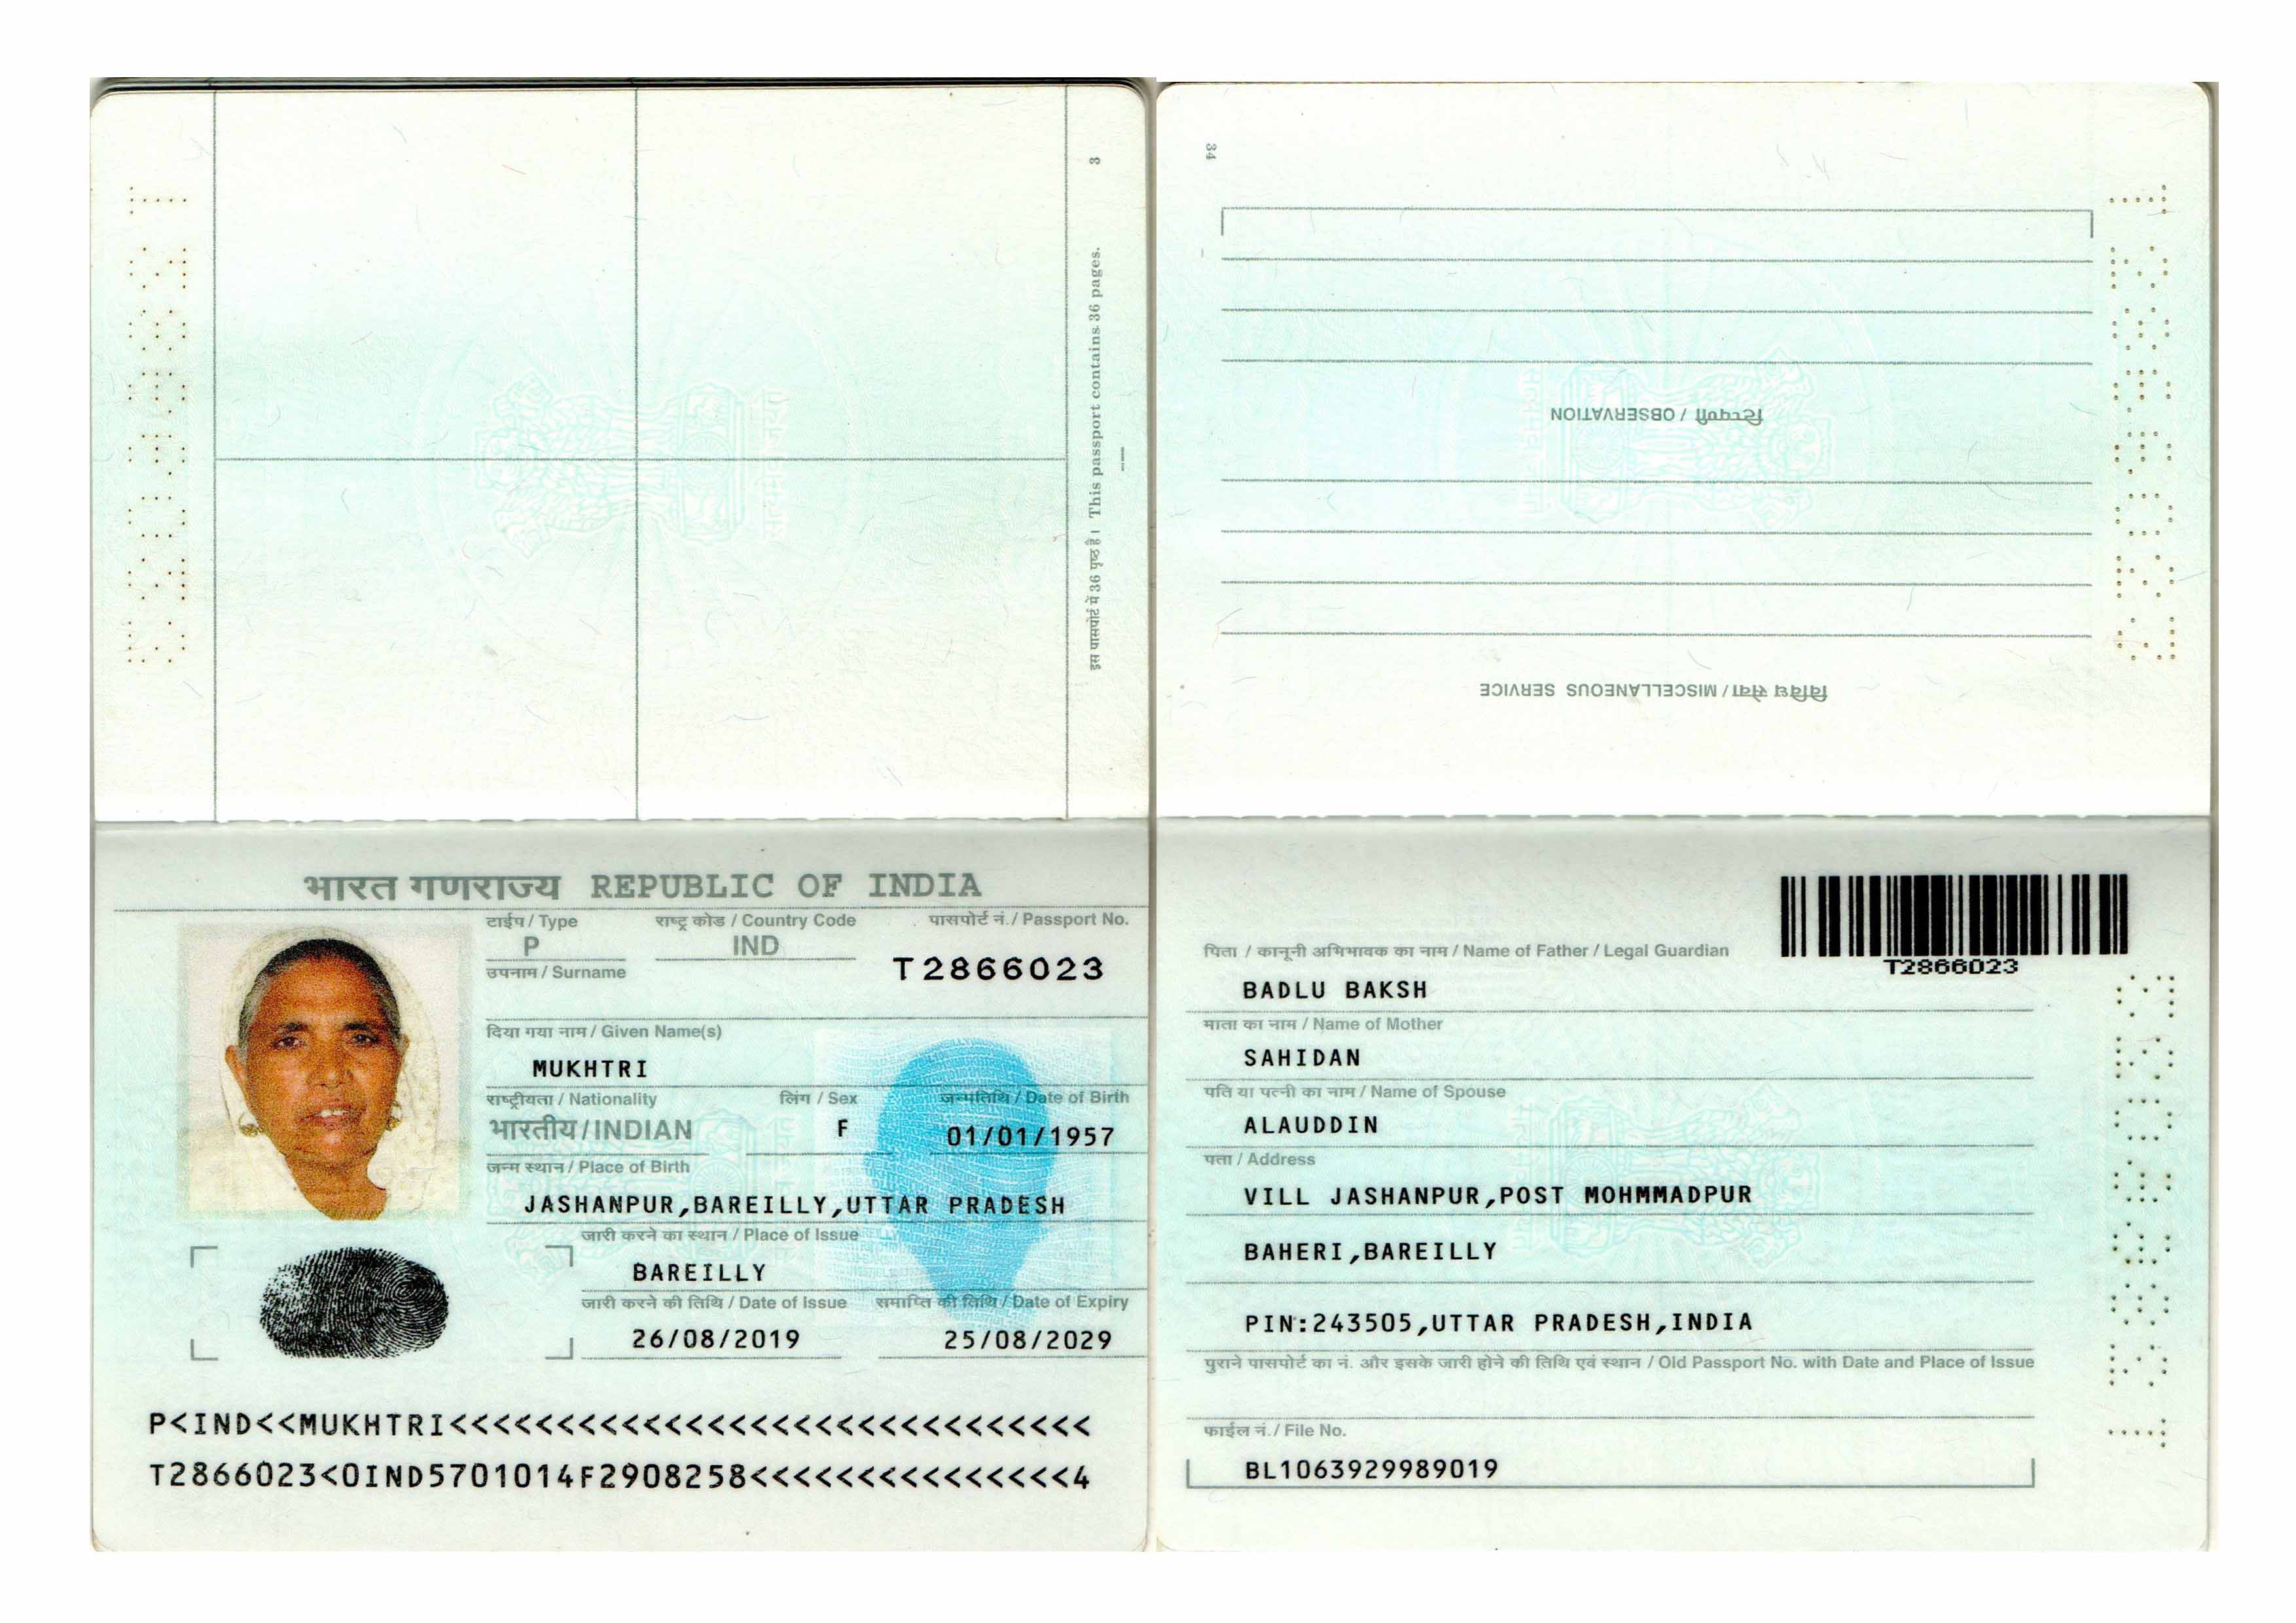 3
इस पासपोर्ट में 36 पृष्ठ हैं। This passport contains 36 pages.
34
टिप्पणी / OBSERVATION
विविध सेवा / MISCELLANEOUS SERVICE
भारत गणराज्य REPUBLIC OF INDIA
टाईप / Type
राष्ट्र कोड / Country Code
पासपोर्ट नं. / Passport No.
P
IND
T2866023
उपनाम / Surname
दिया गया नाम / Given Name(s)
MUKHTRI
राष्ट्रीयता / Nationality
लिंग / Sex
जन्मतिथि / Date of Birth
भारतीय / INDIAN
F
01/01/1957
जन्म स्थान / Place of Birth
JASHANPUR,BAREILLY,UTTAR PRADESH
जारी करने का स्थान / Place of Issue
BAREILLY
जारी करने की तिथि / Date of Issue
समाप्ति की तिथि / Date of Expiry
26/08/2019
25/08/2029
P<IND<<MUKHTRI<<<<<<<<<<<<<<<<<<<<<<<<<<<<<<
T2866023<0IND5701014F2908258<<<<<<<<<<<<<<<4
T2866023
पिता / कानूनी अभिभावक का नाम / Name of Father / Legal Guardian
BADLU BAKSH
माता का नाम / Name of Mother
SAHIDAN
पति या पत्नी का नाम / Name of Spouse
ALAUDDIN
पता / Address
VILL JASHANPUR,POST MOHMMADPUR
BAHERI,BAREILLY
PIN:243505,UTTAR PRADESH,INDIA
पुराने पासपोर्ट का नं. और इसके जारी होने की तिथि एवं स्थान / Old Passport No. with Date and Place of Issue
फाईल नं. / File No.
BL1063929989019